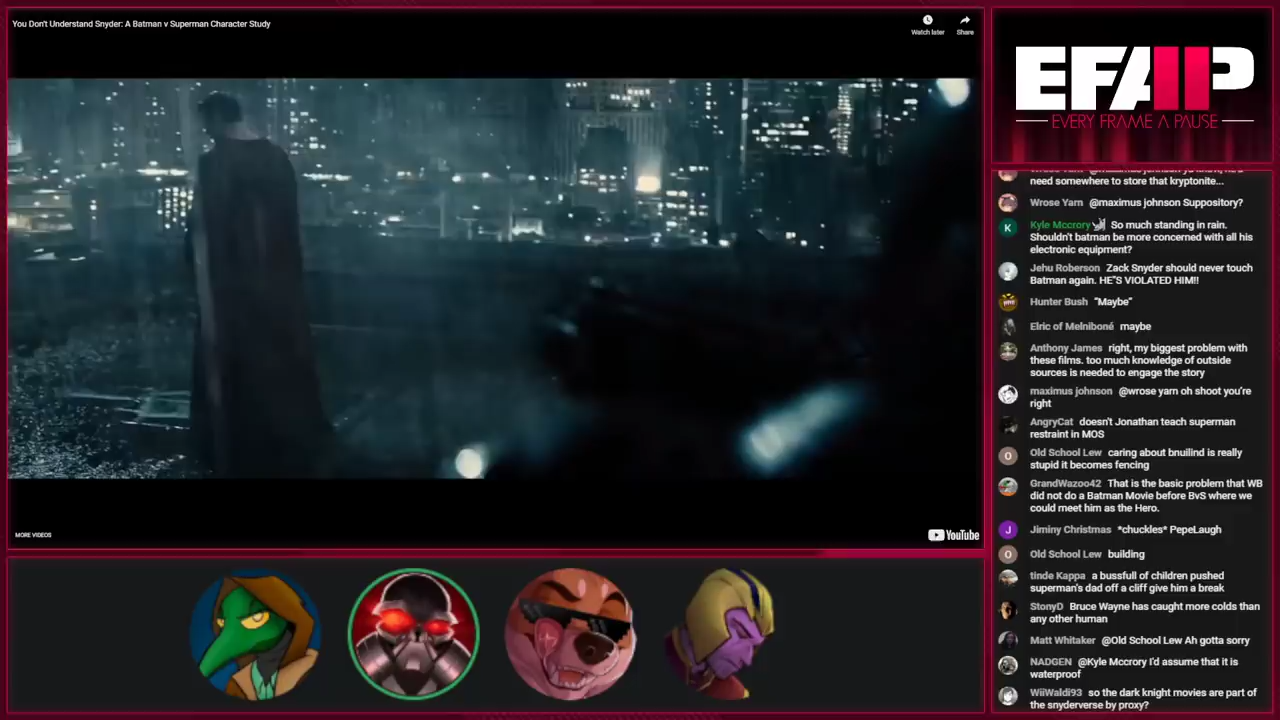 You Don't Understand Snyder: A Batman v Superman Character Study
Watch later
Share
MORE VIDEOS
YouTube
EFAP
EVERY FRAME A PAUSE
need somewhere to store that kryptonite...
Wrose Yarn @maximus johnson Suppository?
Kyle Mccrory So much standing in rain.
Shouldn't batman be more concerned with all his
electronic equipment?
Jehu Roberson Zack Snyder should never touch
Batman again. HE"S VIOLATED HIM!!
Hunter Bush "Maybe"
Elric of Melniboné maybe
Anthony James right, my biggest problem with
these films. too much knowledge of outside
sources is needed to engage the story
maximus johnson @wrose yarn oh shoot you're
right
AngryCat doesn't Jonathan teach superman
restraint in MOS
Old School Lew caring about bnuilind is really
stupid it becomes fencing
GrandWazoo42 That is the basic problem that WB
did not do a Batman Movie before BvS where we
could meet him as the Hero.
Jiminy Christmas *chuckles* PepeLaugh
Old School Lew building
tinde Kappa a bussfull of children pushed
superman's dad off a cliff give him a break
StonyD Bruce Wayne has caught more colds than
any other human
Matt Whitaker @Old School Lew Ah gotta sorry
NADGEN @Kyle Mccrory I'd assume that it is
waterproof
WiiWaldi93 so the dark knight movies are part of
the snyderverse by proxy?